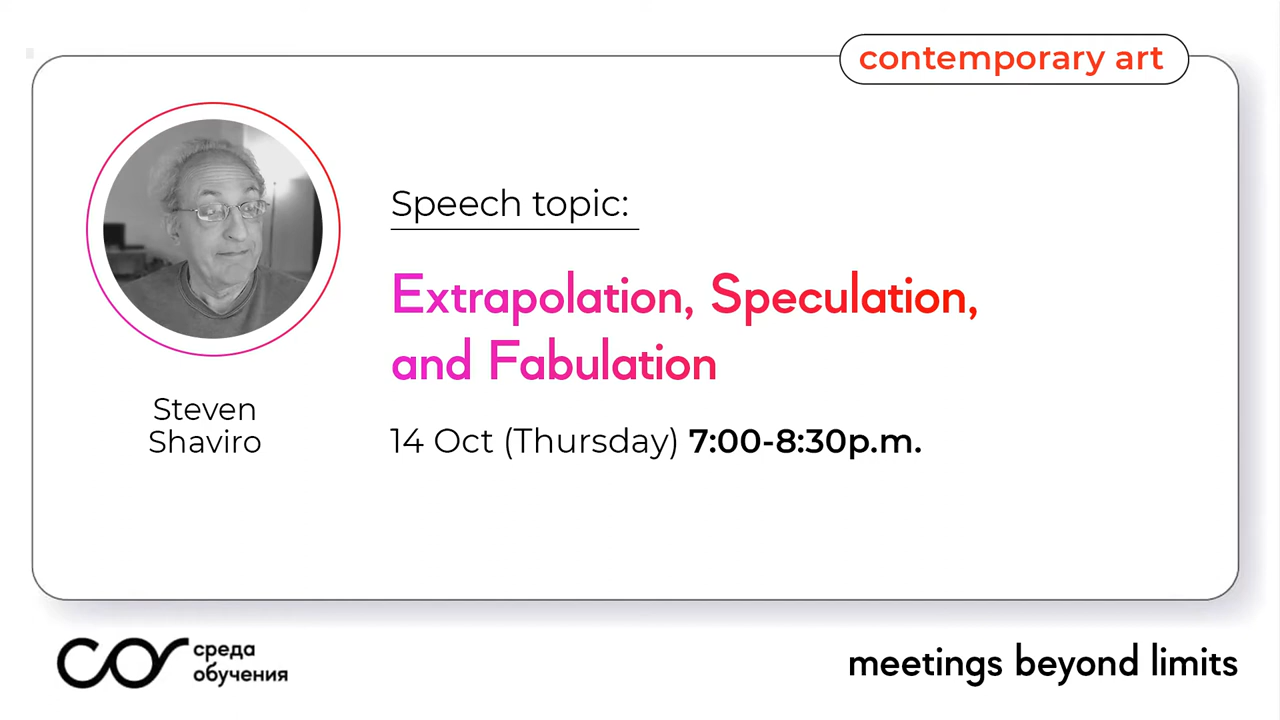 contemporary art
Speech topic:
Extrapolation, Speculation,
and Fabulation
14 Oct (Thursday) 7:00-8:30p.m.
Steven
Shaviro
среда
обучения
meetings beyond limits